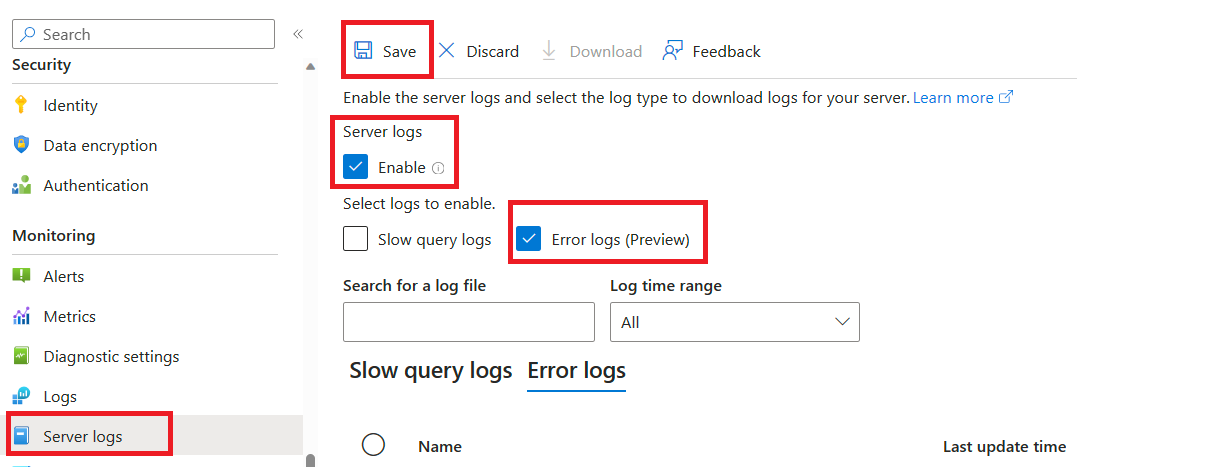 Search
Security
Identity
Data encryption
Authentication
Monitoring
Alerts
Metrics
Diagnostic settings
Logs
Server logs
Save Discard Download Feedback
Enable the server logs and select the log type to download logs for your server. Learn more
Server logs
Enable
Select logs to enable.
Slow query logs Error logs (Preview)
Search for a log file Log time range
All
Slow query logs Error logs
Name Last update time